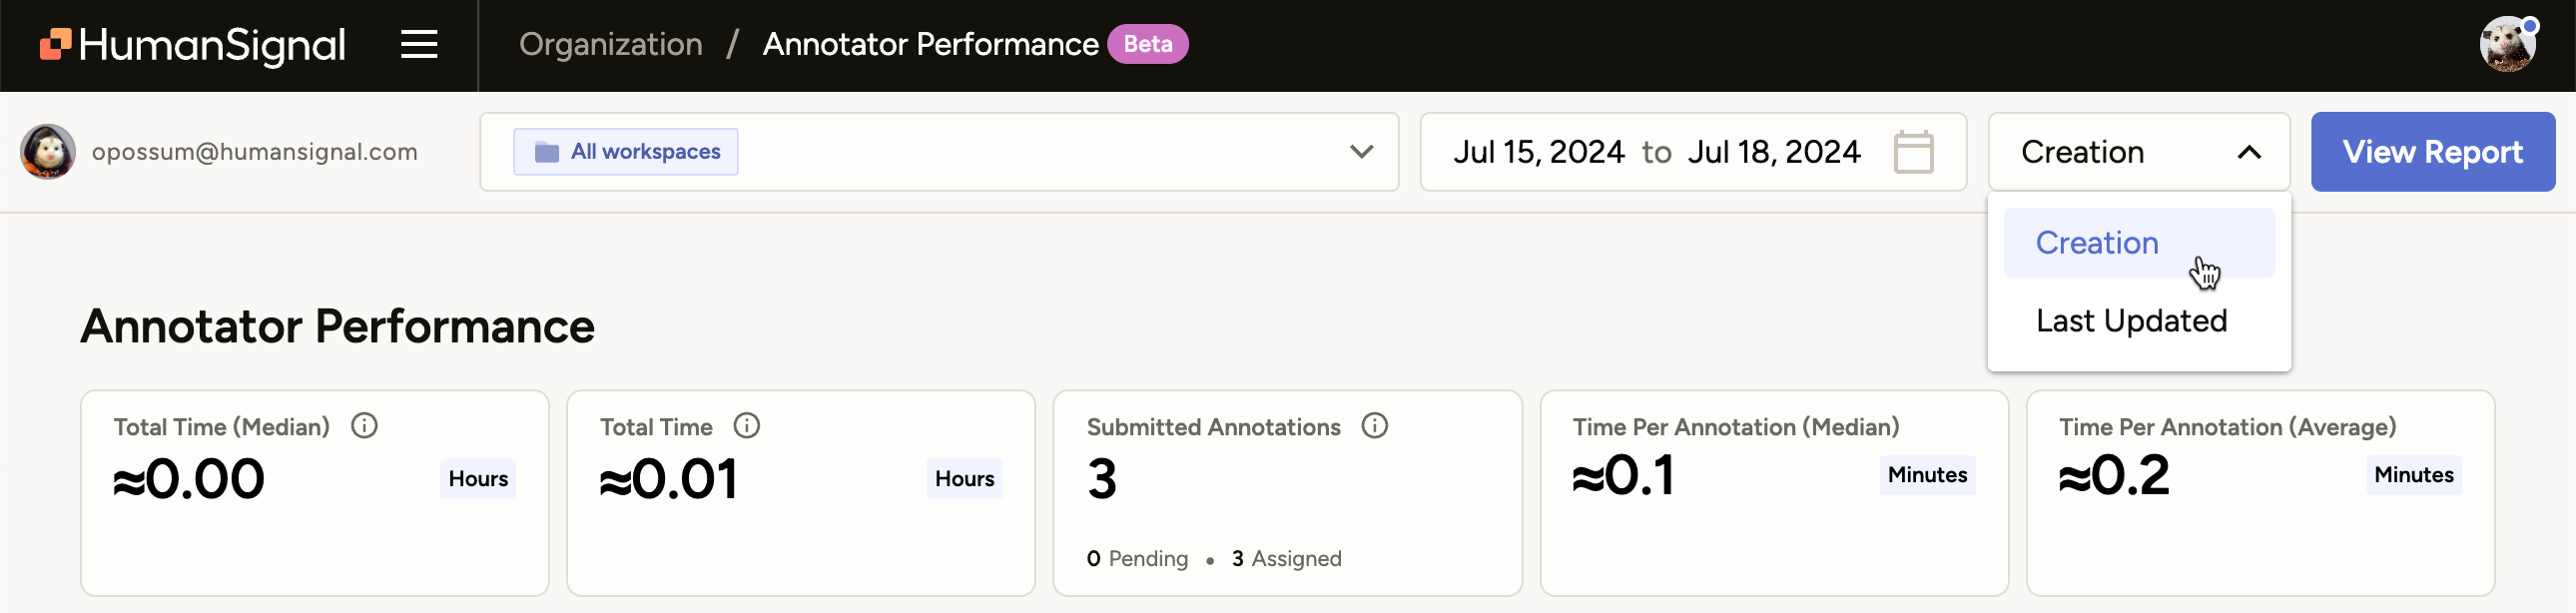 HumanSignal
Organization / Annotator Performance Beta
opossum@humansignal.com
All workspaces
Jul 15, 2024 to Jul 18, 2024
Creation
View Report
Creation
Last Updated
Annotator Performance
Total Time (Median)
≈0.00 Hours
Total Time
≈0.01 Hours
Submitted Annotations
3
0 Pending • 3 Assigned
Time Per Annotation (Median)
≈0.1 Minutes
Time Per Annotation (Average)
≈0.2 Minutes